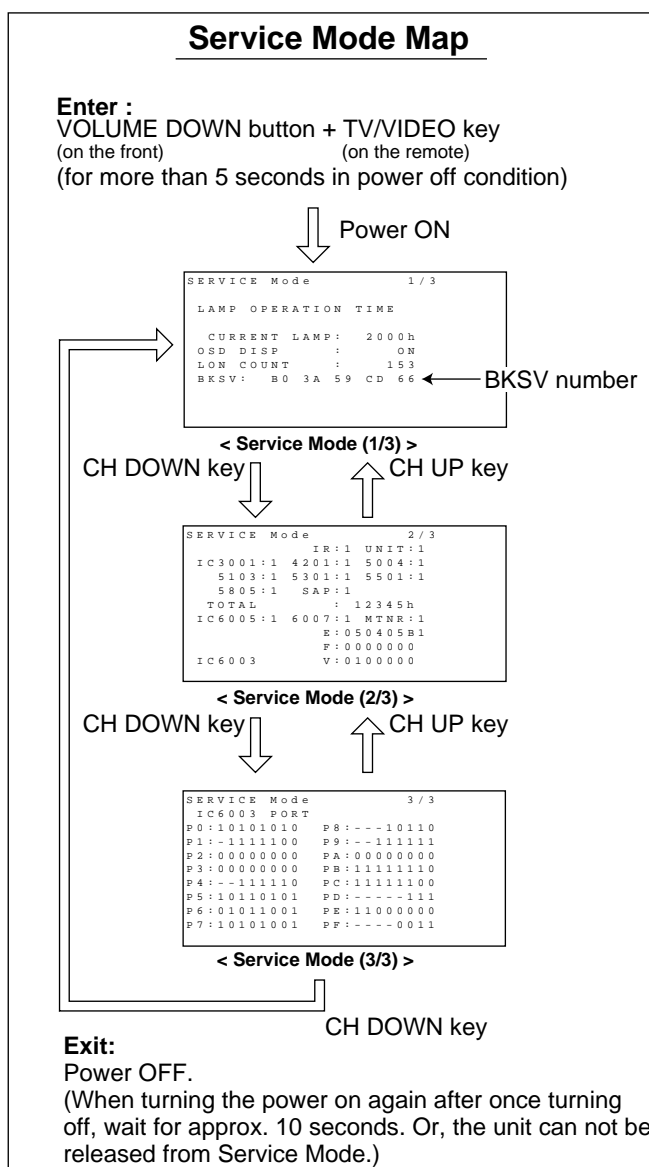 Service Mode Map
Enter :
VOLUME DOWN button + TV/VIDEO key
(on the front) (on the remote)
(for more than 5 seconds in power off condition)
Power ON
SERVICE Mode 1/3
LAMP OPERATION TIME
CURRENT LAMP: 2000h
OSD DISP : ON
LON COUNT : 153
BKSV: B0 3A 59 CD 66
BKSV number
< Service Mode (1/3) >
CH DOWN key CH UP key
SERVICE Mode 2/3
IR:1 UNIT:1
IC3001:1 4201:1 5004:1
5103:1 5301:1 5501:1
5805:1 SAP:1
TOTAL : 12345h
IC6005:1 6007:1 MTNR:1
E:050405B1
F:0000000
IC6003 V:0100000
< Service Mode (2/3) >
CH DOWN key CH UP key
SERVICE Mode 3/3
IC6003 PORT
P0:10101010 P8:---10110
P1:-1111100 P9:--111111
P2:00000000 PA:00000000
P3:00000000 PB:11111110
P4:--111110 PC:11111100
P5:10110101 PD:-----111
P6:01011001 PE:11000000
P7:10101001 PF:----0011
< Service Mode (3/3) >
CH DOWN key
Exit:
Power OFF.
(When turning the power on again after once turning
off, wait for approx. 10 seconds. Or, the unit can not be
released from Service Mode.)